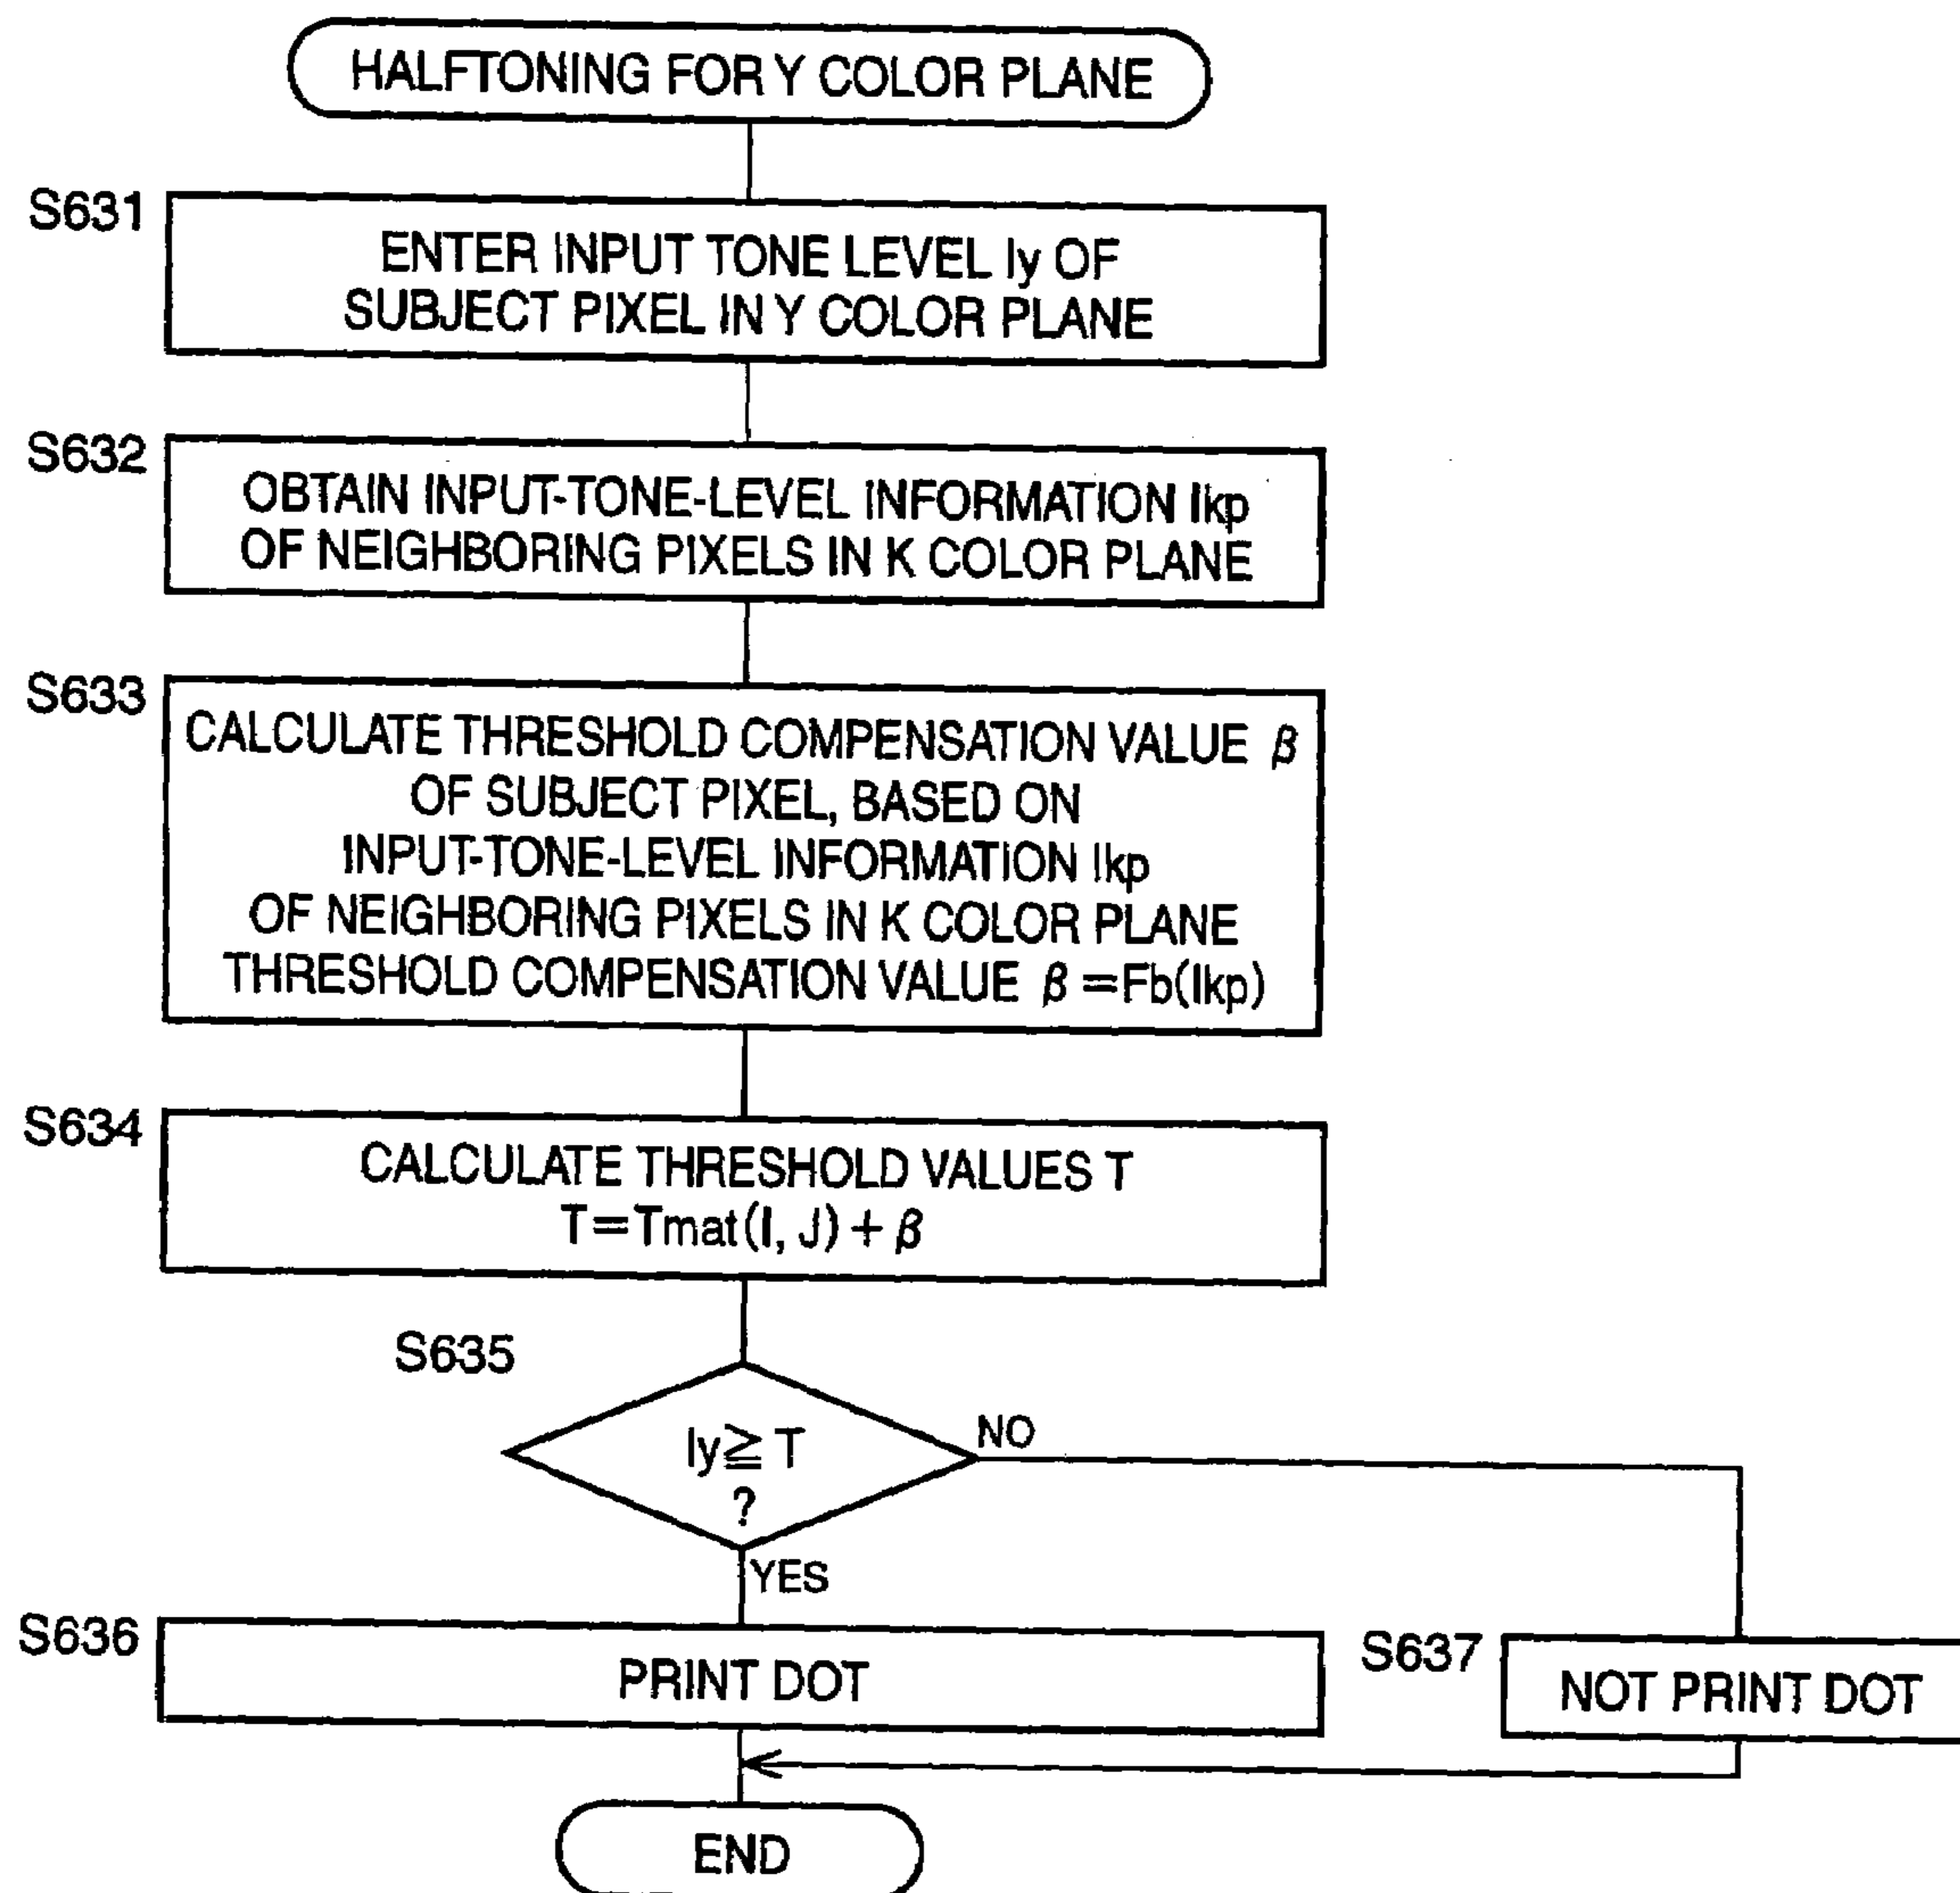 HALFTONING FOR Y COLOR PLANE
S631
ENTER INPUT TONE LEVEL Iy OF
SUBJECT PIXEL IN Y COLOR PLANE
S632
OBTAIN INPUT-TONE-LEVEL INFORMATION Ikp
OF NEIGHBORING PIXELS IN K COLOR PLANE
S633
CALCULATE THRESHOLD COMPENSATION VALUE β
OF SUBJECT PIXEL, BASED ON
INPUT-TONE-LEVEL INFORMATION Ikp
OF NEIGHBORING PIXELS IN K COLOR PLANE
THRESHOLD COMPENSATION VALUE β =Fb(Ikp)
S634
CALCULATE THRESHOLD VALUES T
T=Tmat(I, J)+β
S635
Iy≧T
?
NO
YES
S636
PRINT DOT
S637
NOT PRINT DOT
END